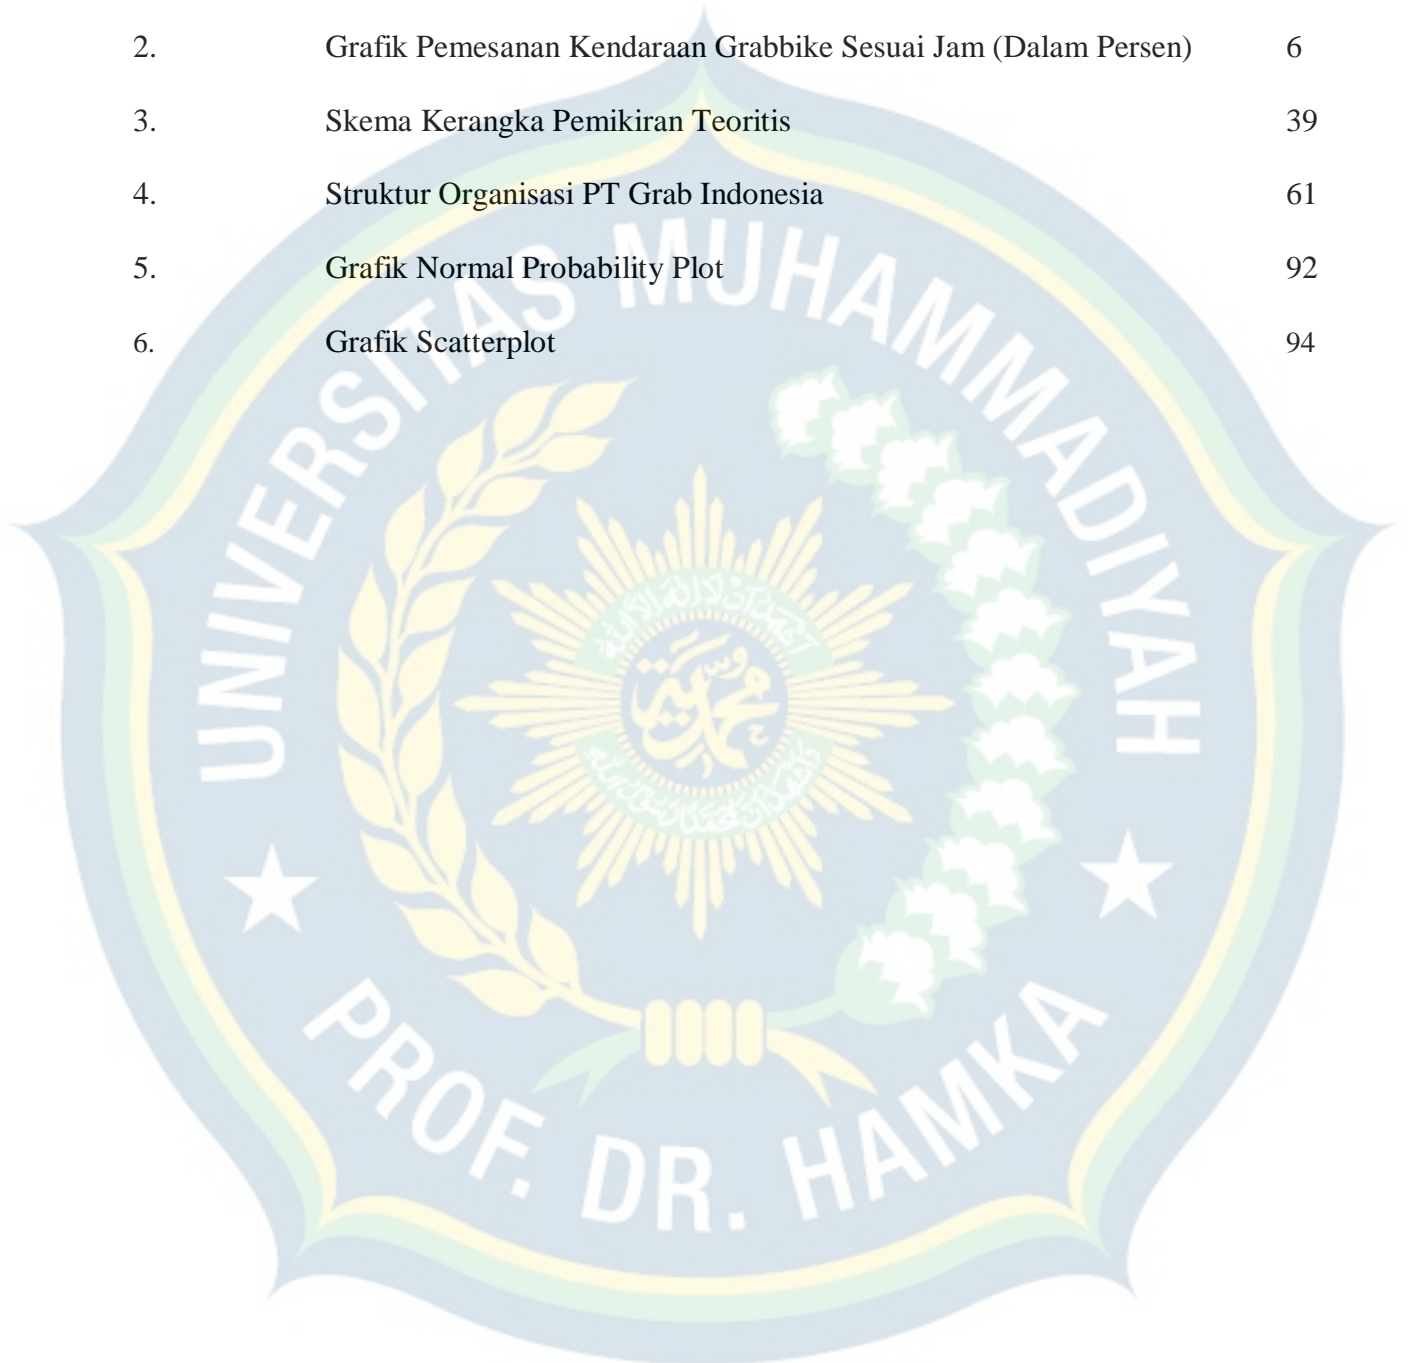 2. Grafik Pemesanan Kendaraan Grabbike Sesuai Jam (Dalam Persen) 6
3. Skema Kerangka Pemikiran Teoritis 39
4. Struktur Organisasi PT Grab Indonesia 61
5. Grafik Normal Probability Plot 92
6. Grafik Scatterplot 94
UNIVERSITAS MUHAMMADIYAH
محمدية
PROF. DR. HAMKA